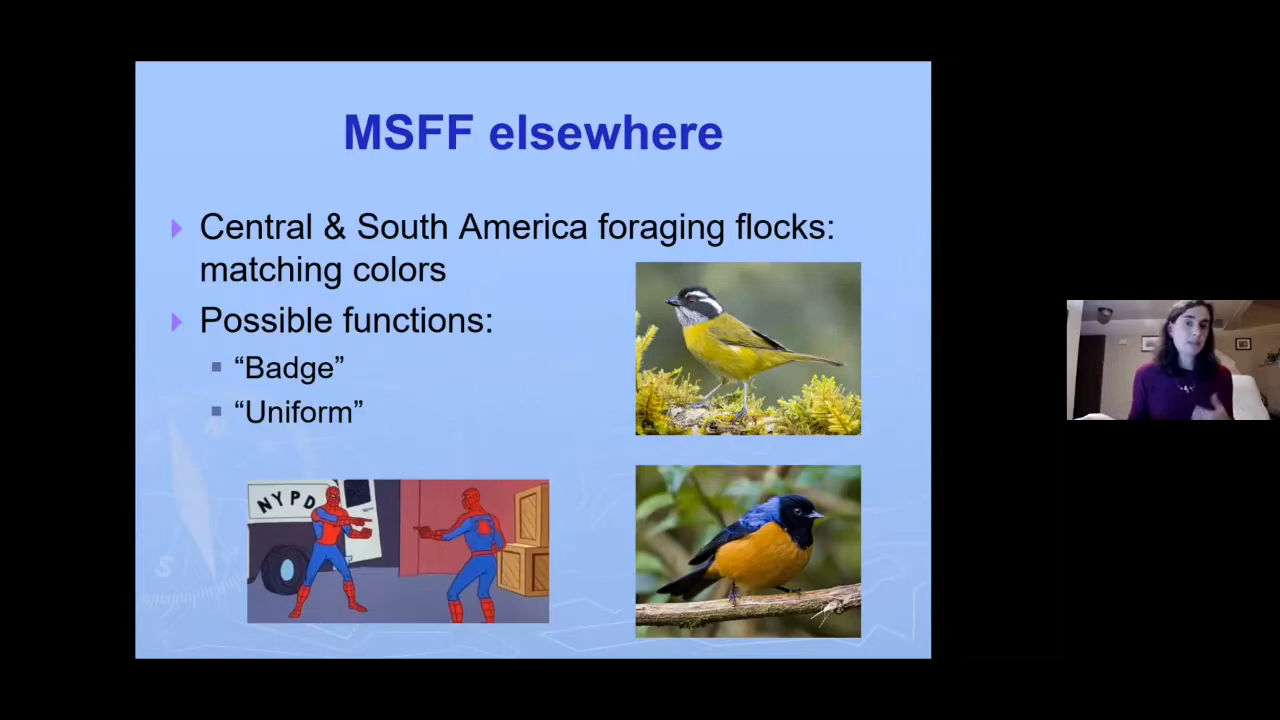 MSFF elsewhere
Central & South America foraging flocks:
matching colors
Possible functions:
“Badge”
“Uniform”
NYPD